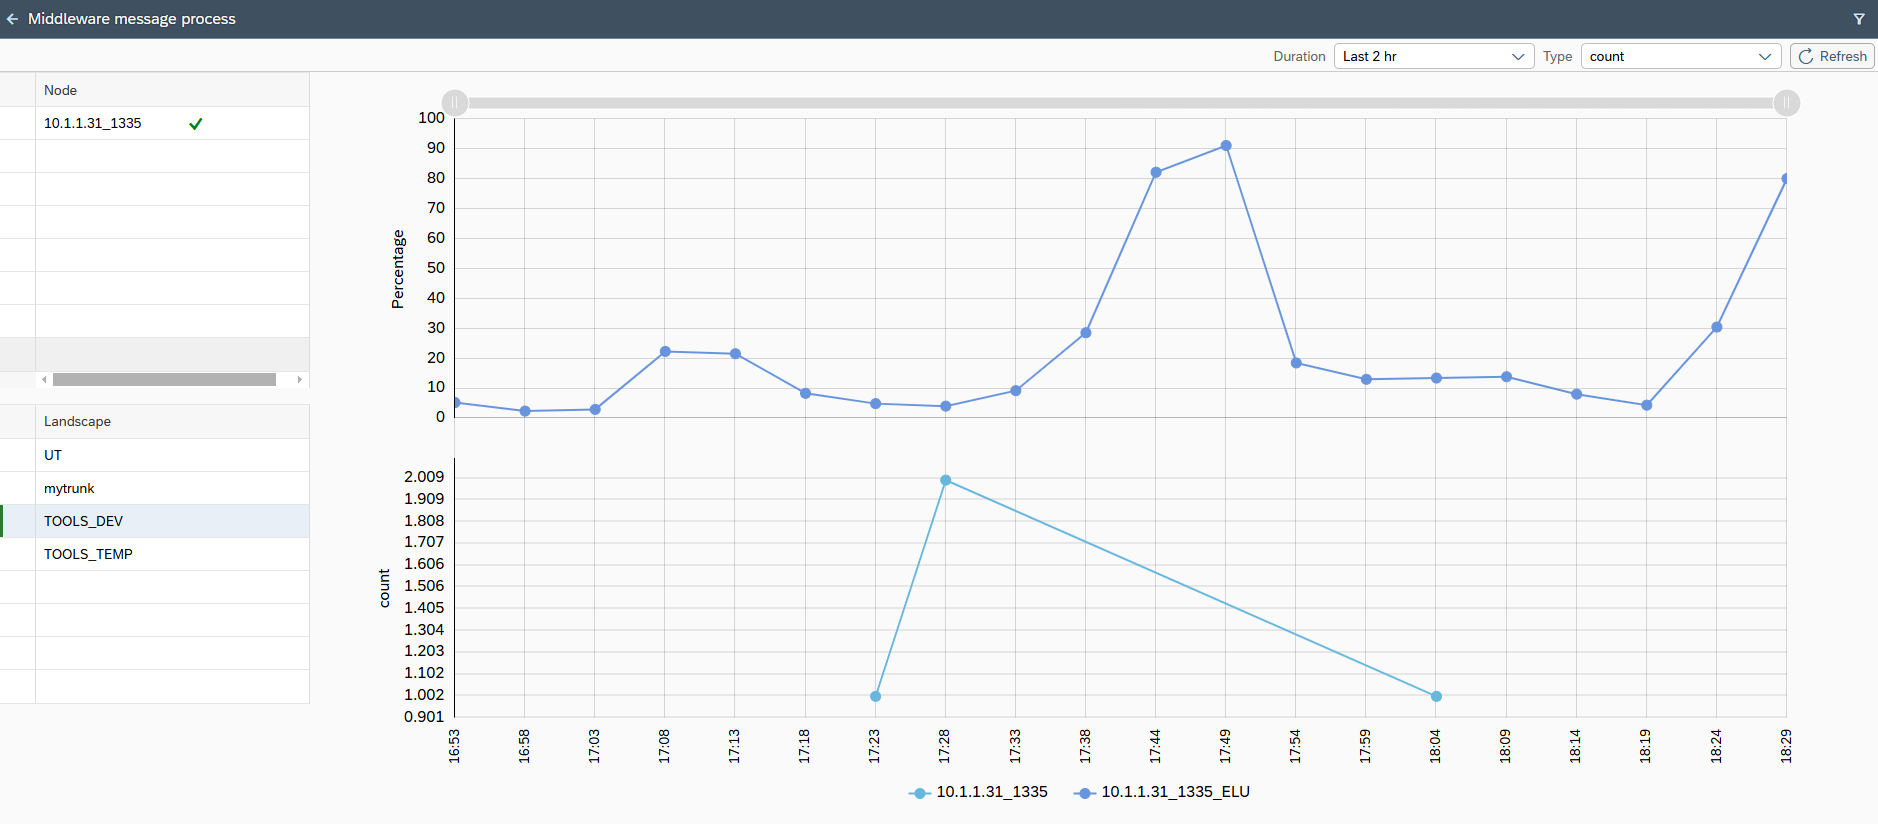 Middleware message process
Duration Last 2 hr Type count Refresh
Node
10.1.1.31_1335
Landscape
UT
mytrunk
TOOLS_DEV
TOOLS_TEMP
Percentage
100
90
80
70
60
50
40
30
20
10
0
count
2.009
1.909
1.808
1.707
1.606
1.506
1.405
1.304
1.203
1.102
1.002
0.901
16:53 16:58 17:03 17:08 17:13 17:18 17:23 17:28 17:33 17:38 17:44 17:49 17:54 17:59 18:04 18:09 18:14 18:19 18:24 18:29
10.1.1.31_1335 10.1.1.31_1335_ELU